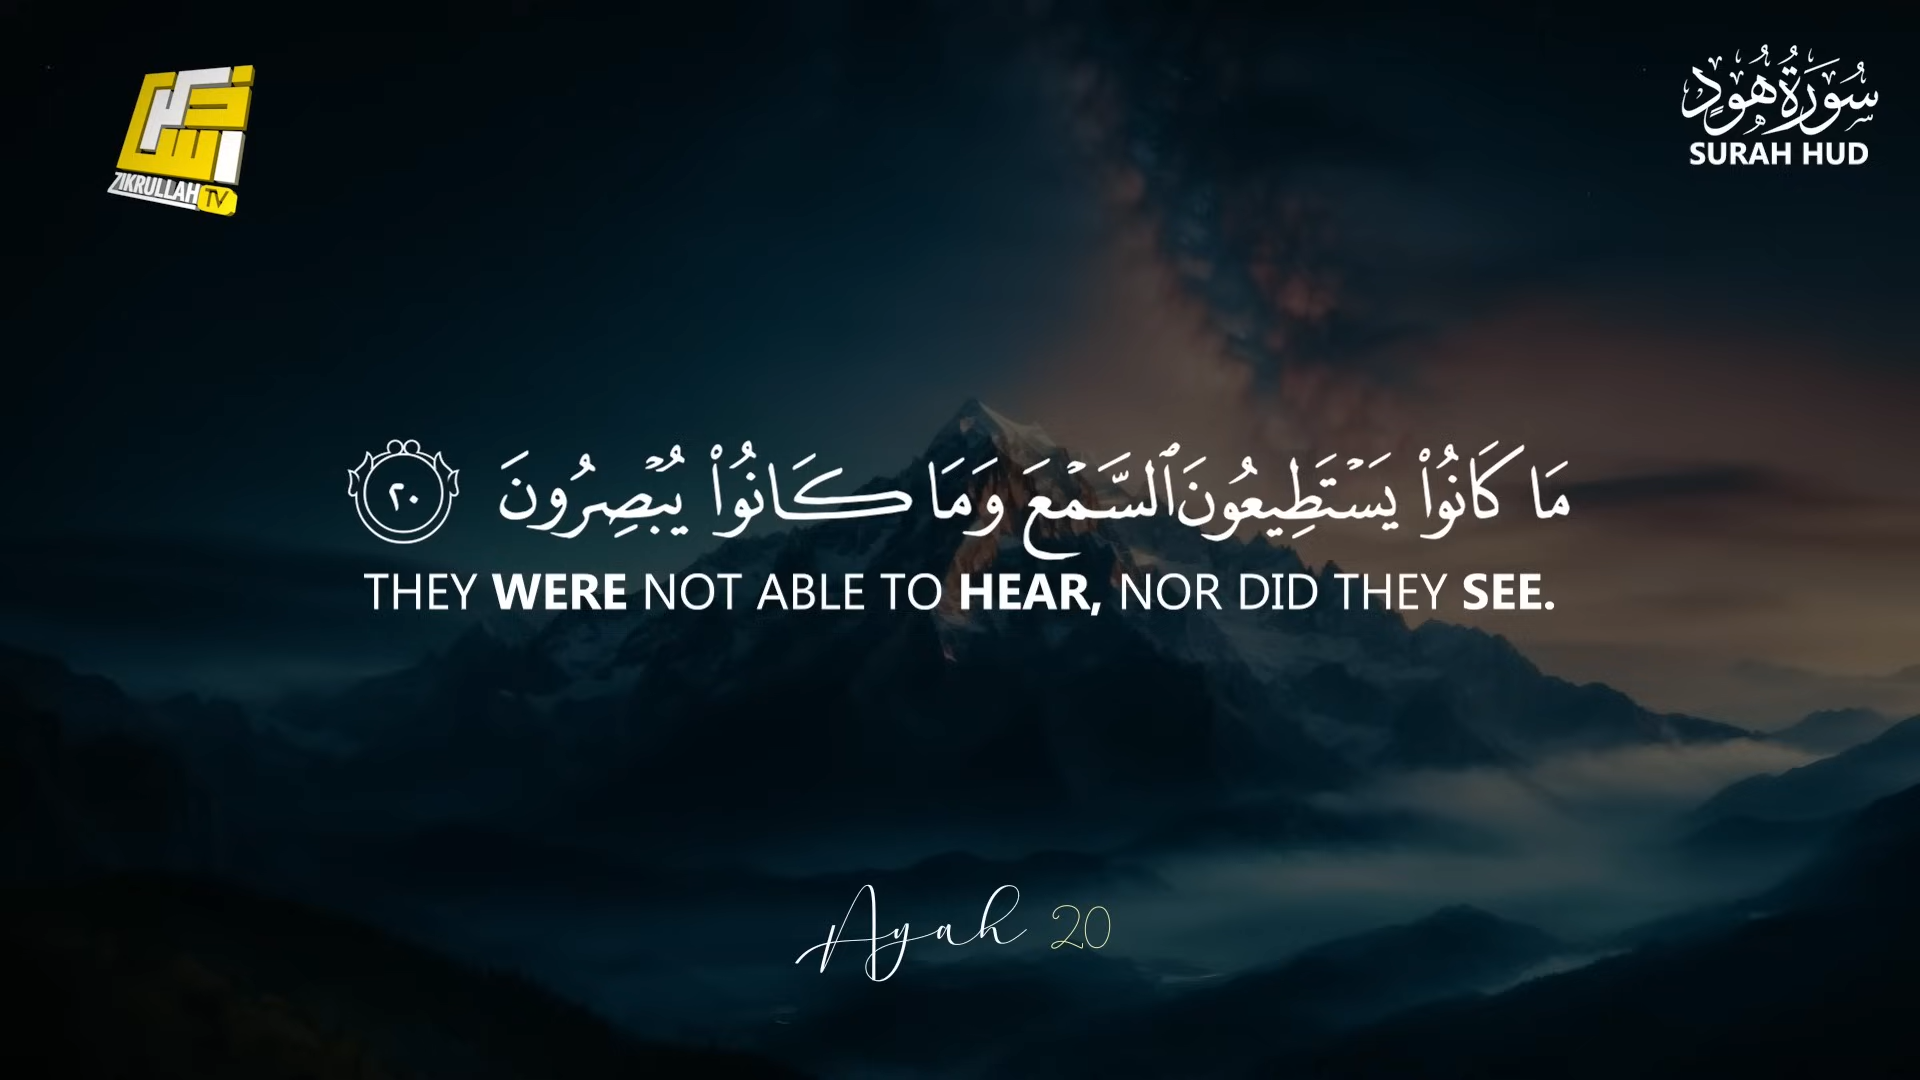 ZIKRULLAH TV
سُورَةُ هُودٍ
SURAH HUD
مَا كَانُوا۟ يَسْتَطِيعُونَ ٱلسَّمْعَ وَمَا كَانُوا۟ يُبْصِرُونَ ٢٠
THEY WERE NOT ABLE TO HEAR, NOR DID THEY SEE.
Ayah 20